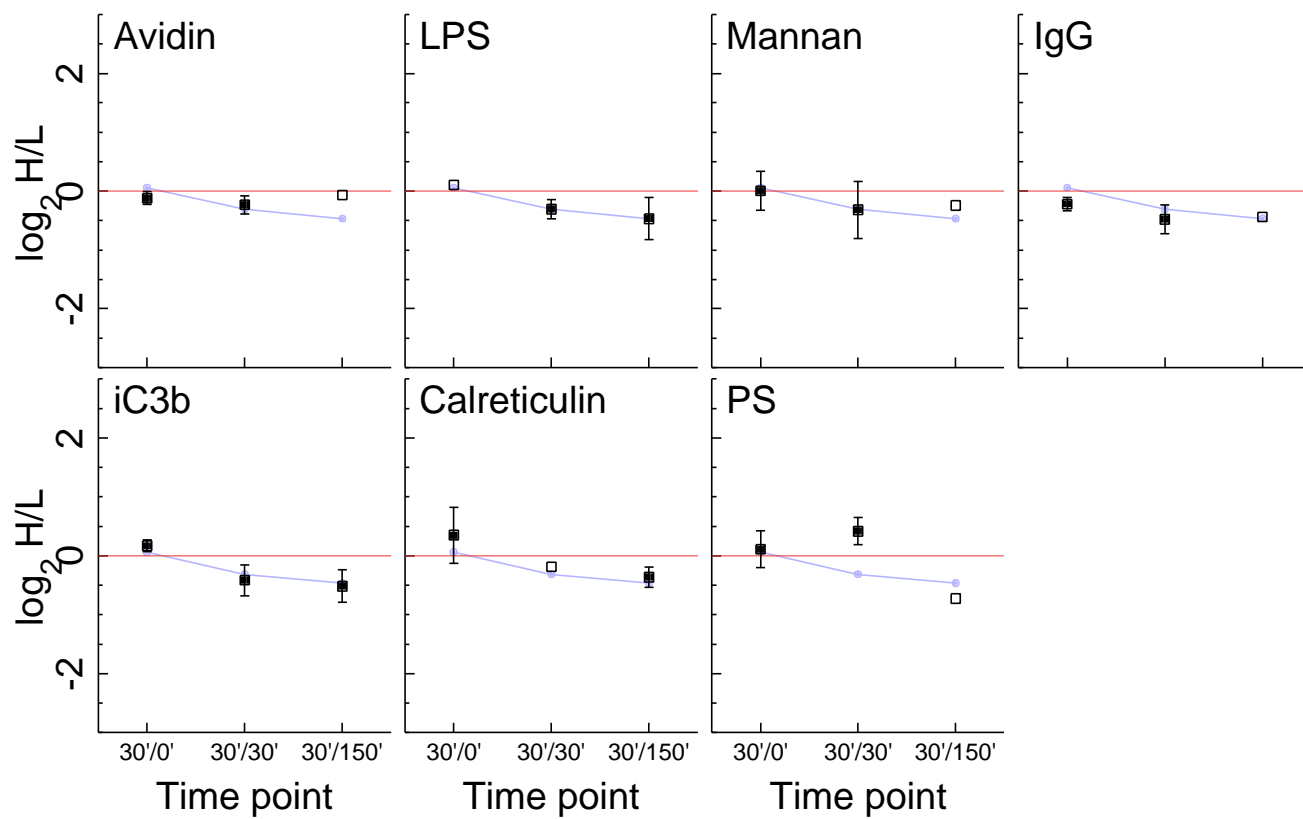 Avidin
LPS
Mannan
IgG
2
0
-2
log2 H/L
iC3b
Calreticulin
PS
2
0
-2
log2 H/L
30'/0' 30'/30' 30'/150'
30'/0' 30'/30' 30'/150'
30'/0' 30'/30' 30'/150'
Time point
Time point
Time point